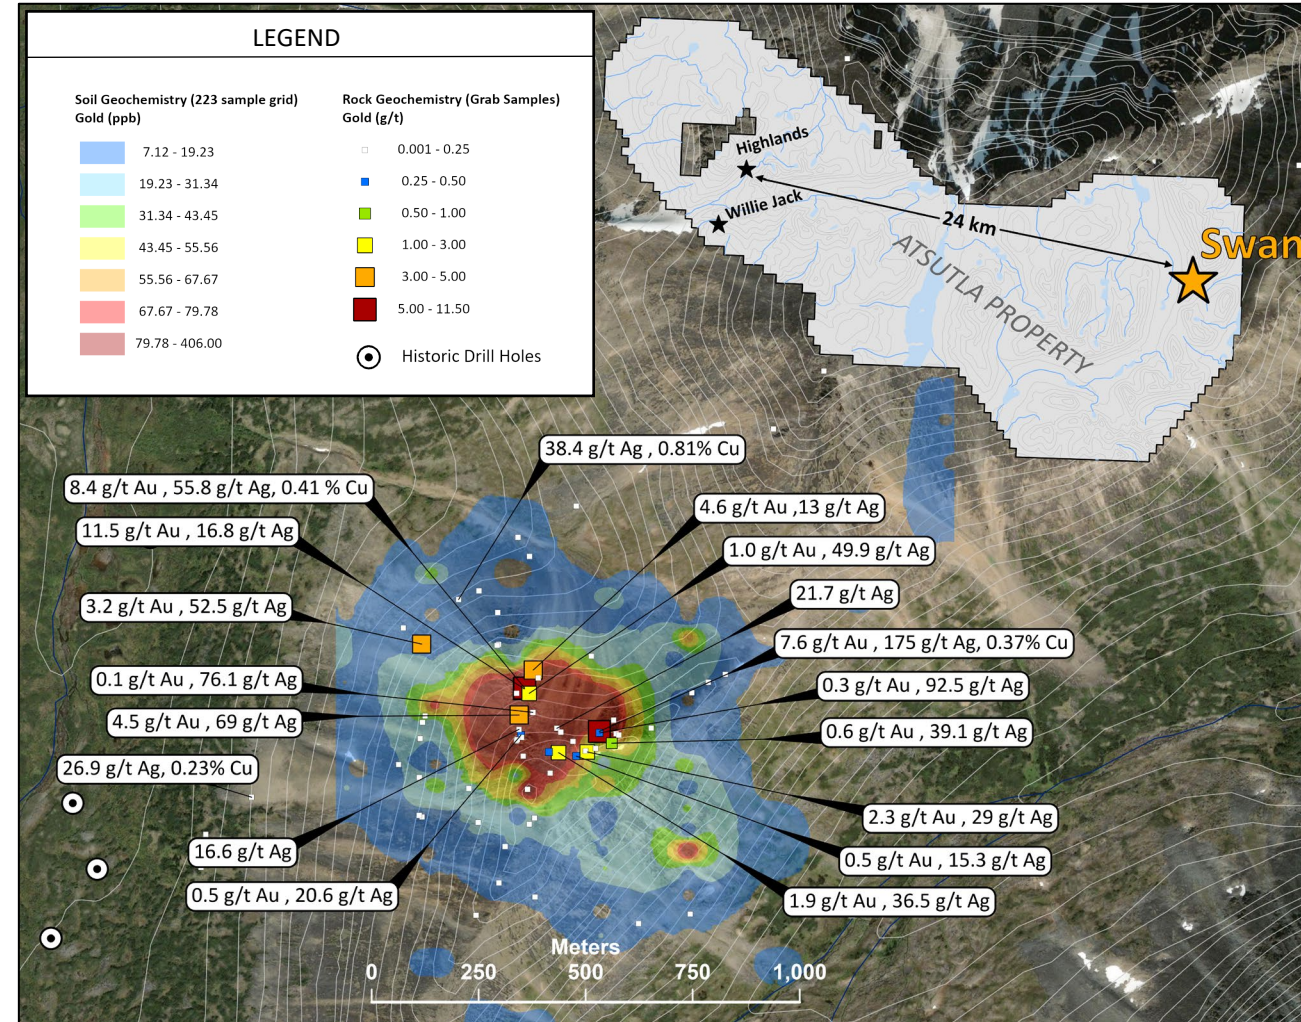 LEGEND
Soil Geochemistry (223 sample grid)
Gold (ppb)
7.12 - 19.23
19.23 - 31.34
31.34 - 43.45
43.45 - 55.56
55.56 - 67.67
67.67 - 79.78
79.78 - 406.00
Rock Geochemistry (Grab Samples)
Gold (g/t)
0.001 - 0.25
0.25 - 0.50
0.50 - 1.00
1.00 - 3.00
3.00 - 5.00
5.00 - 11.50
Historic Drill Holes
Highlands
Willie Jack
24 km
Swan
ATSUTLA PROPERTY
38.4 g/t Ag , 0.81% Cu
8.4 g/t Au , 55.8 g/t Ag, 0.41 % Cu
11.5 g/t Au , 16.8 g/t Ag
3.2 g/t Au , 52.5 g/t Ag
0.1 g/t Au , 76.1 g/t Ag
4.5 g/t Au , 69 g/t Ag
26.9 g/t Ag, 0.23% Cu
16.6 g/t Ag
0.5 g/t Au , 20.6 g/t Ag
4.6 g/t Au ,13 g/t Ag
1.0 g/t Au , 49.9 g/t Ag
21.7 g/t Ag
7.6 g/t Au , 175 g/t Ag, 0.37% Cu
0.3 g/t Au , 92.5 g/t Ag
0.6 g/t Au , 39.1 g/t Ag
2.3 g/t Au , 29 g/t Ag
0.5 g/t Au , 15.3 g/t Ag
1.9 g/t Au , 36.5 g/t Ag
Meters
0 250 500 750 1,000